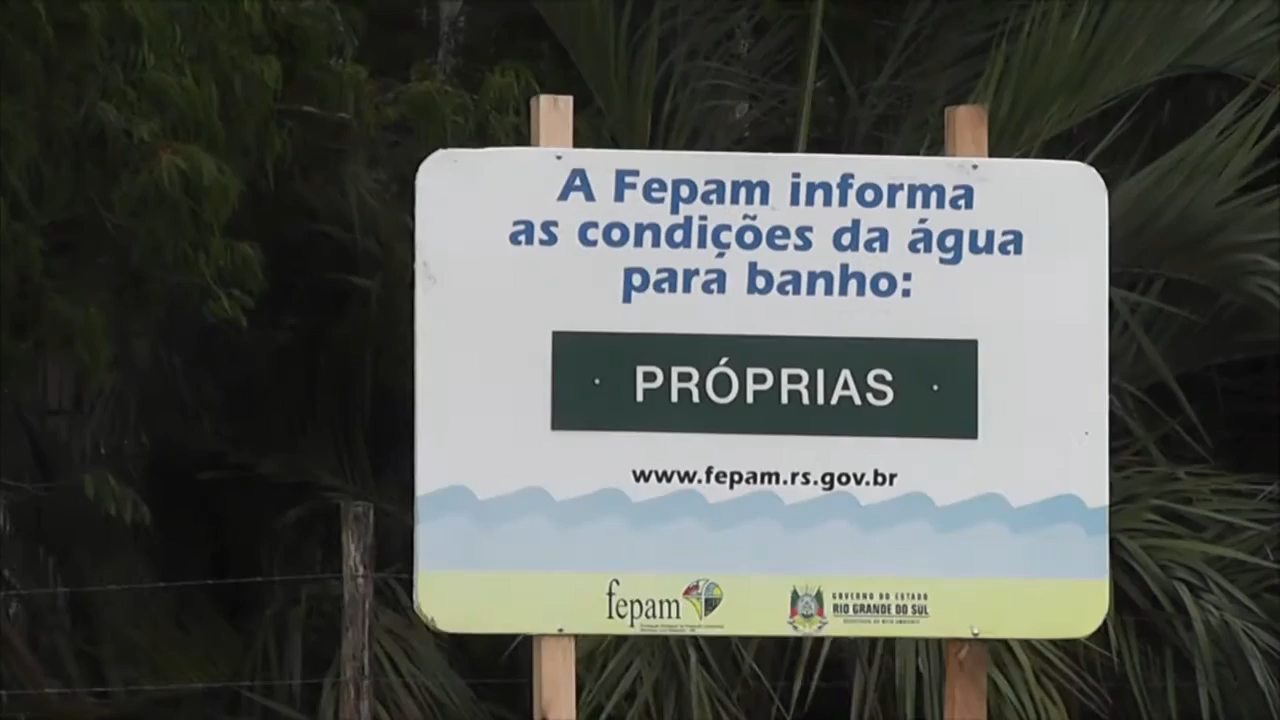 A Fepam informa
as condições da água
para banho:
PRÓPRIAS
www.fepam.rs.gov.br
fepam
GOVERNO DO ESTADO
RIO GRANDE DO SUL